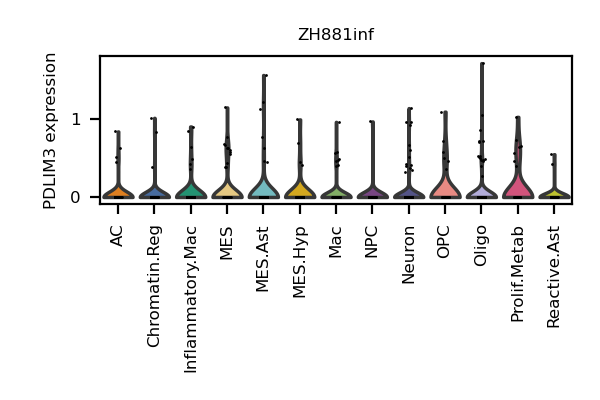 ZH881inf
PDLIM3 expression
1
0
AC
Chromatin.Reg
Inflammatory.Mac
MES
MES.Ast
MES.Hyp
Mac
NPC
Neuron
OPC
Oligo
Prolif.Metab
Reactive.Ast